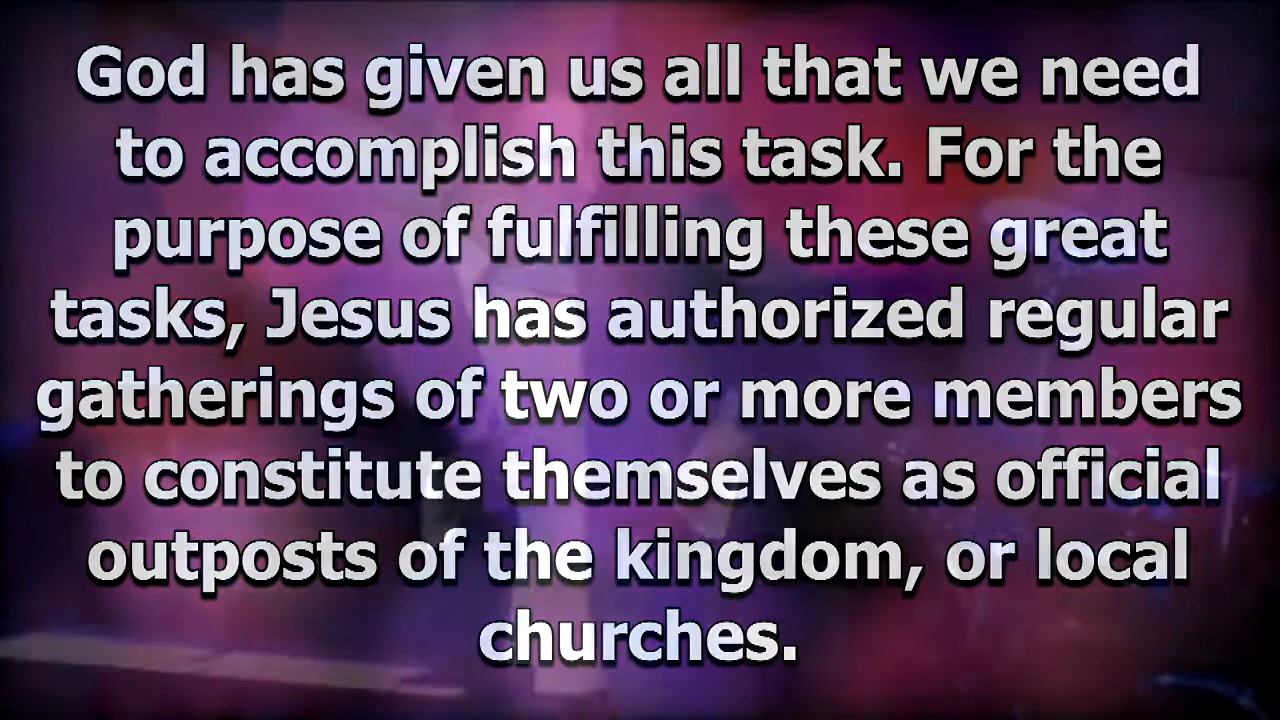 God has given us all that we need
to accomplish this task. For the
purpose of fulfilling these great
tasks, Jesus has authorized regular
gatherings of two or more members
to constitute themselves as official
outposts of the kingdom, or local
churches.